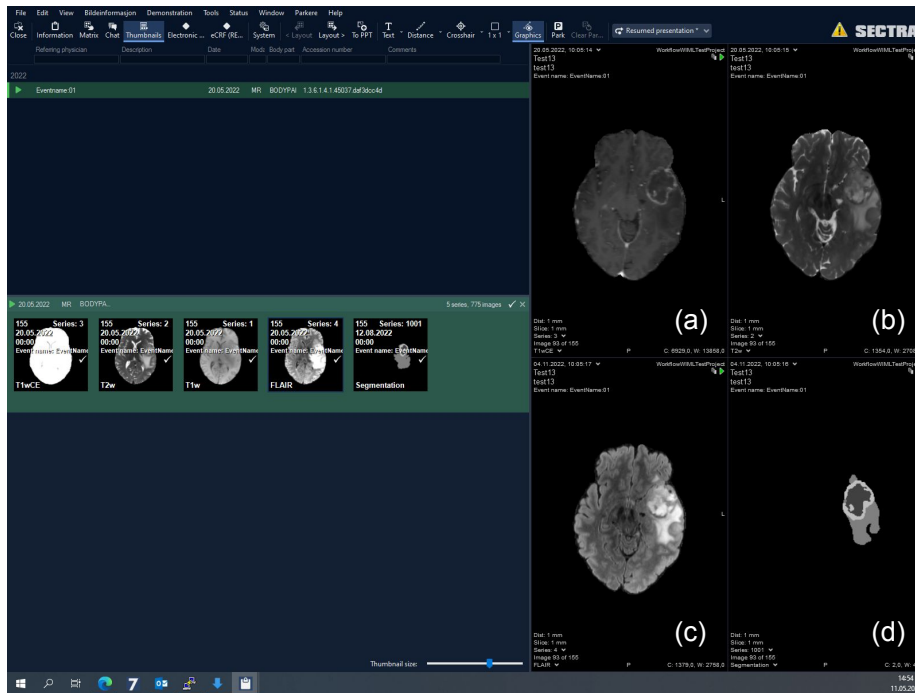 File Edit View Bildeinformasjon Demonstration Tools Status Window Parkere Help
Close Information Matrix Chat Thumbnails Electronic ... eCRF (RE... System < Layout Layout > To PPT Text Distance Crosshair 1 x 1 Graphics Park Clear Par... Resumed presentation * SECTRA
Referring physician Description Date Moda Body part Accession number Comments
2022
Eventname:01 20.05.2022 MR BODYPAI 1.3.6.1.4.1.45037.daf3dcc4d
20.05.2022 MR BODYPA.. 5 series, 775 images
155 Series: 3
20.05.2022
00:00
Event name: EventName
T1wCE
155 Series: 2
20.05.2022
00:00
Event name: EventName
T2w
155 Series: 1
20.05.2022
00:00
Event name: EventName
T1w
155 Series: 4
20.05.2022
00:00
Event name: EventName
FLAIR
155 Series: 1001
12.08.2022
00:00
Event name: EventName
Segmentation
Thumbnail size:
20.05.2022, 10:05:14 WorkflowWIMLTestProject
Test13
test13
Event name: EventName:01
L
(a)
Dist: 1 mm
Slice: 1 mm
Series: 3
Image 93 of 155
T1wCE P C: 6929,0, W: 13858,0
20.05.2022, 10:05:15 WorkflowWIMLTestProject
Test13
test13
Event name: EventName:01
(b)
Dist: 1 mm
Slice: 1 mm
Series: 2
Image 93 of 155
T2w P C: 1354,0, W: 2708
04.11.2022, 10:05:17 WorkflowWIMLTestProject
Test13
test13
Event name: EventName:01
L
(c)
Dist: 1 mm
Slice: 1 mm
Series: 4
Image 93 of 155
FLAIR P C: 1379,0, W: 2758,0
04.11.2022, 10:05:16 WorkflowWIMLTestProject
Test13
test13
Event name: EventName:01
(d)
Dist: 1 mm
Slice: 1 mm
Series: 1001
Image 93 of 155
Segmentation P C: 2,0, W: 4
14:54
11.05.20